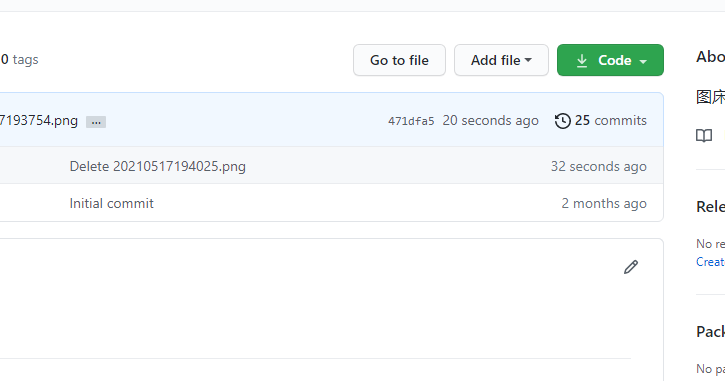 0 tags
Go to file
Add file
Code
7193754.png ...
471dfa5 20 seconds ago 25 commits
Delete 20210517194025.png 32 seconds ago
Initial commit 2 months ago
Abo
图床
Rele
No re
Creat
Pack
No pa